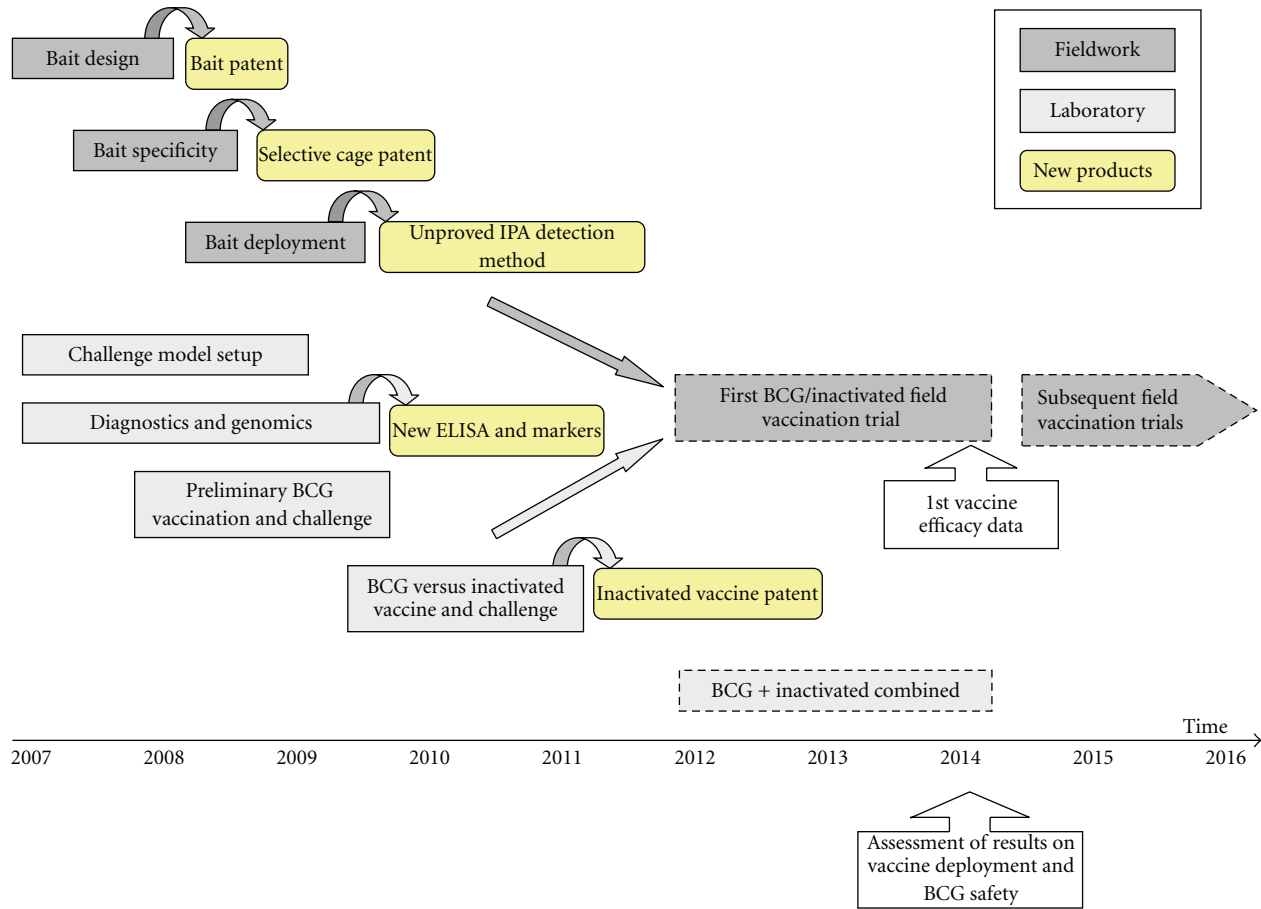 Bait design
Bait patent
Bait specificity
Selective cage patent
Bait deployment
Unproved IPA detection
method
Fieldwork
Laboratory
New products
Challenge model setup
Diagnostics and genomics
New ELISA and markers
Preliminary BCG
vaccination and challenge
BCG versus inactivated
vaccine and challenge
Inactivated vaccine patent
First BCG/inactivated field
vaccination trial
Subsequent field
vaccination trials
1st vaccine
efficacy data
BCG + inactivated combined
Time
2007 2008 2009 2010 2011 2012 2013 2014 2015 2016
Assessment of results on
vaccine deployment and
BCG safety